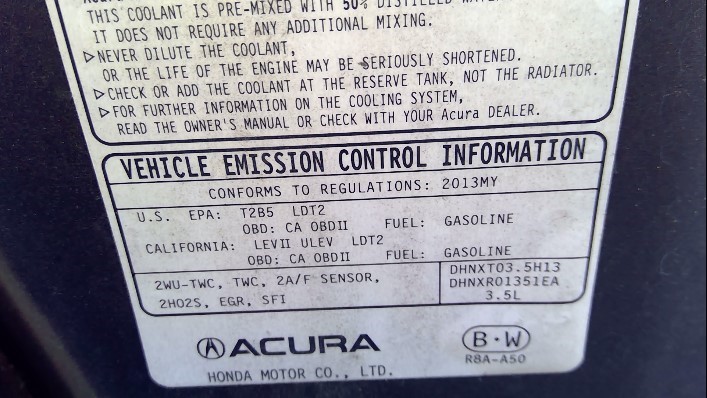 THIS COOLANT IS PRE-MIXED WITH 50% DISTILLED
IT DOES NOT REQUIRE ANY ADDITIONAL MIXING.
▷NEVER DILUTE THE COOLANT,
OR THE LIFE OF THE ENGINE MAY BE SERIOUSLY SHORTENED.
▷CHECK OR ADD THE COOLANT AT THE RESERVE TANK, NOT THE RADIATOR.
▷FOR FURTHER INFORMATION ON THE COOLING SYSTEM,
READ THE OWNER'S MANUAL OR CHECK WITH YOUR Acura DEALER.
VEHICLE EMISSION CONTROL INFORMATION
CONFORMS TO REGULATIONS: 2013MY
U.S. EPA: T2B5 LDT2
OBD: CA OBDII FUEL: GASOLINE
CALIFORNIA: LEVII ULEV LDT2
OBD: CA OBDII FUEL: GASOLINE
2WU-TWC, TWC, 2A/F SENSOR,
2HO2S, EGR, SFI
DHNXT03.5H13
DHNXR01351EA
3.5L
ACURA
HONDA MOTOR CO., LTD.
B·W
R8A-A50